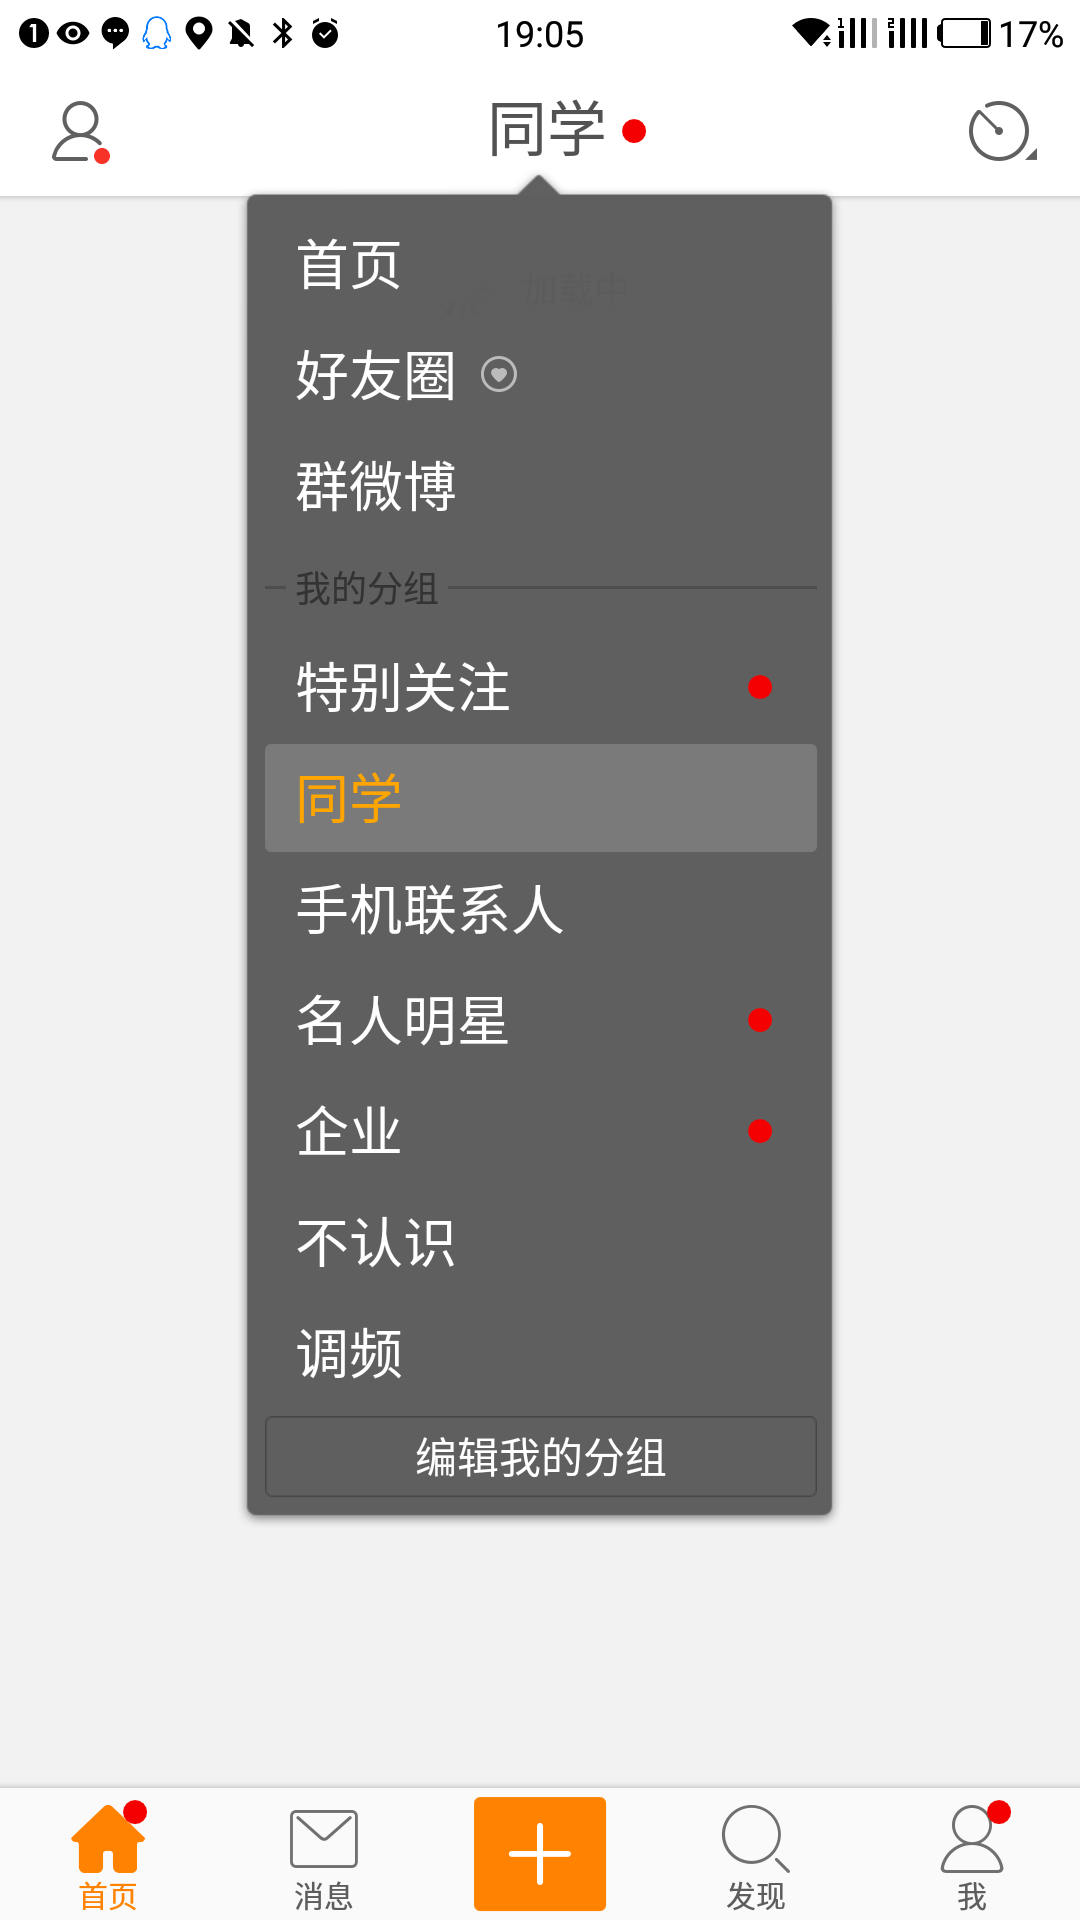 19:05
17%
同学
首页
加载中
好友圈
群微博
我的分组
特别关注
同学
手机联系人
名人明星
企业
不认识
调频
编辑我的分组
首页
消息
发现
我